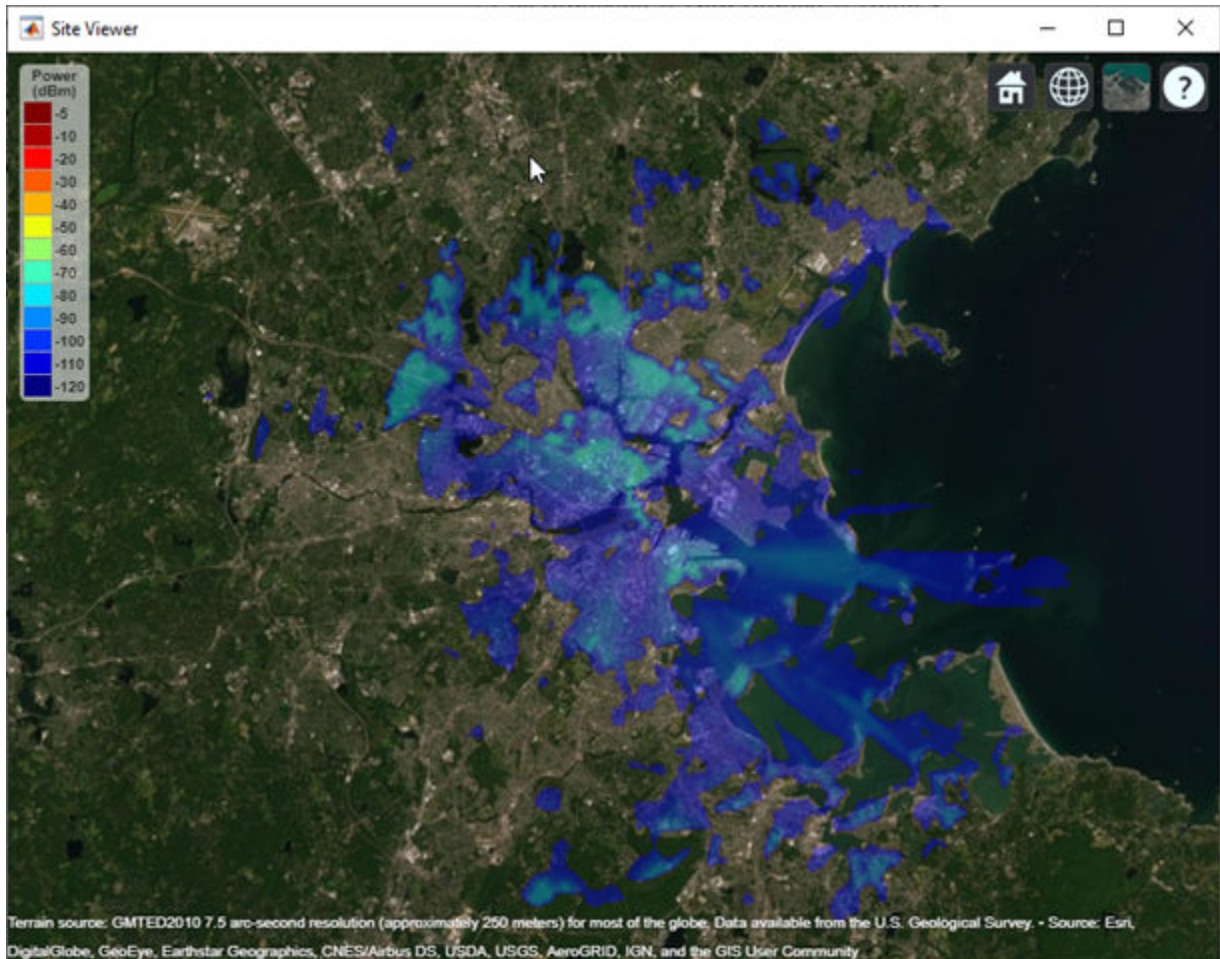 Site Viewer
Power
(dBm)
-5
-10
-20
-30
-40
-50
-60
-70
-80
-90
-100
-110
-120
?
Terrain source: GMTED2010 7.5 arc-second resolution (approximately 250 meters) for most of the globe. Data available from the U.S. Geological Survey. - Source: Esri,
DigitalGlobe, GeoEye, Earthstar Geographics, CNES/Airbus DS, USDA, USGS, AeroGRID, IGN, and the GIS User Community